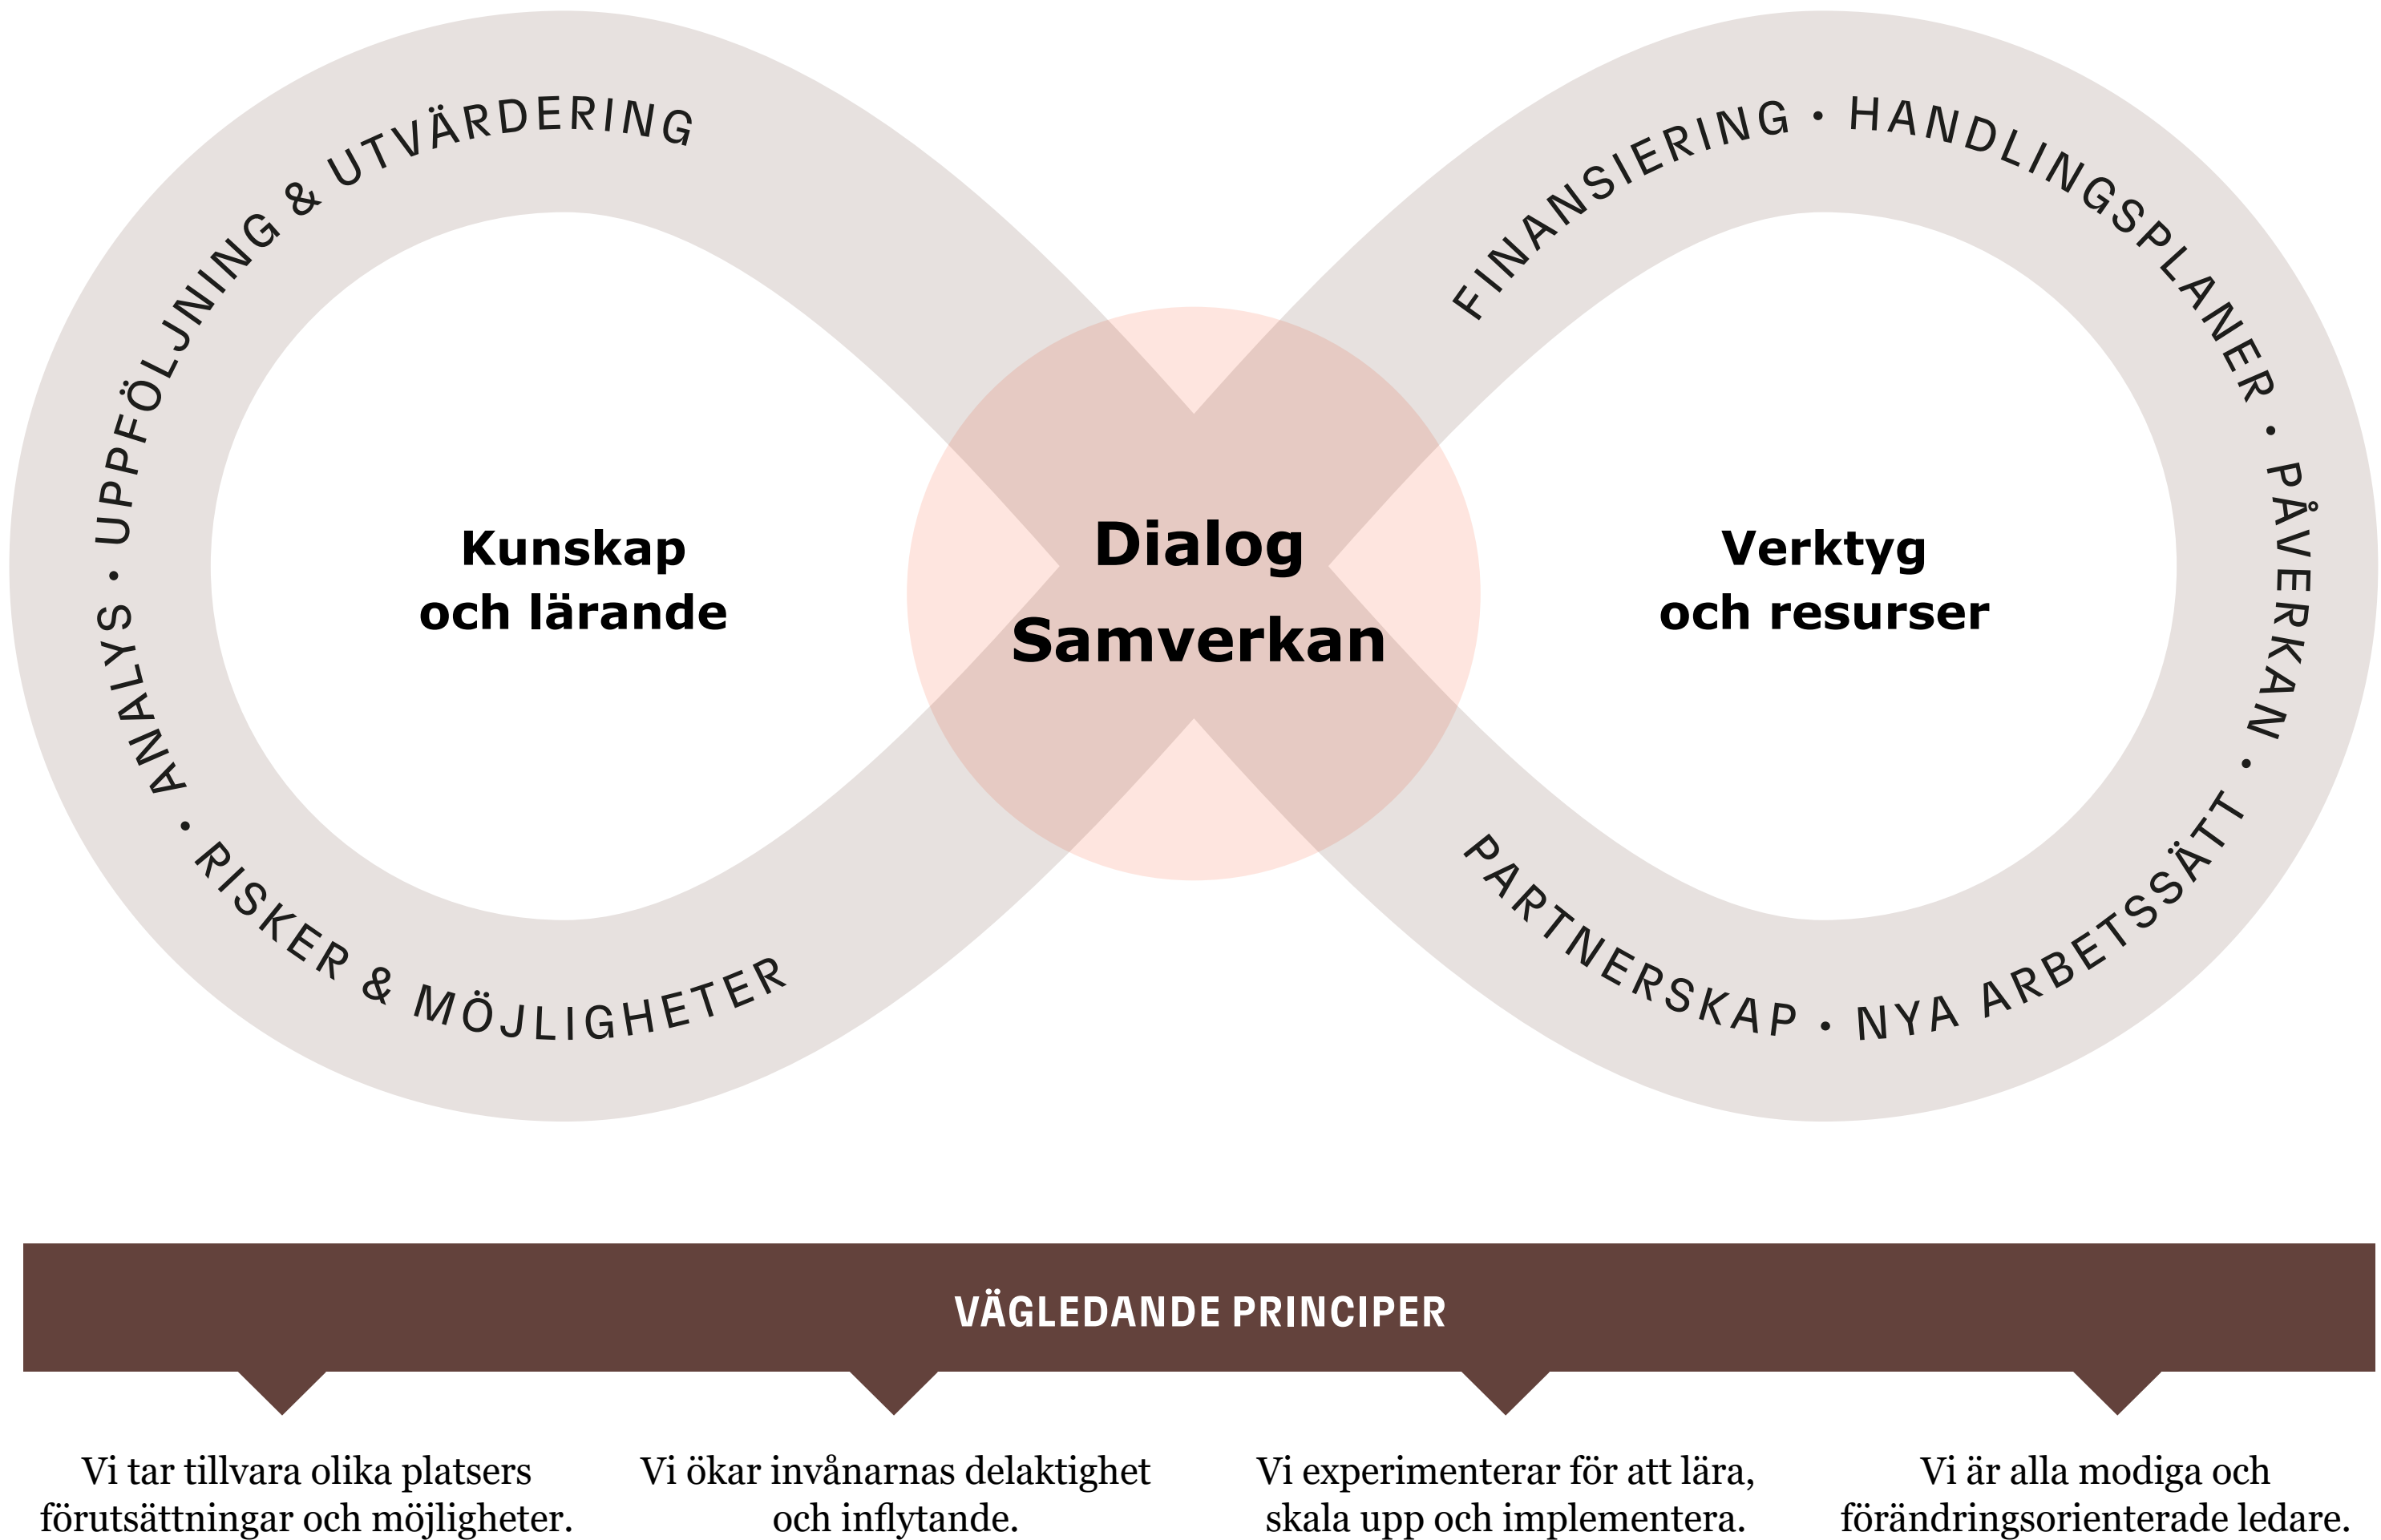 UPPFÖLJNING & UTVÄRDERING
ANALYS • 
RISKER & MÖJLIGHETER
Kunskap
och lärande
Dialog
Samverkan
FINANSIERING • HANDLINGSPLANER • PÅVERKAN •
PARTNERSKAP • NYA ARBETSSÄTT
Verktyg
och resurser
VÄGLEDANDE PRINCIPER
Vi tar tillvara olika platsers
förutsättningar och möjligheter.
Vi ökar invånarnas delaktighet
och inflytande.
Vi experimenterar för att lära,
skala upp och implementera.
Vi är alla modiga och
förändringsorienterade ledare.